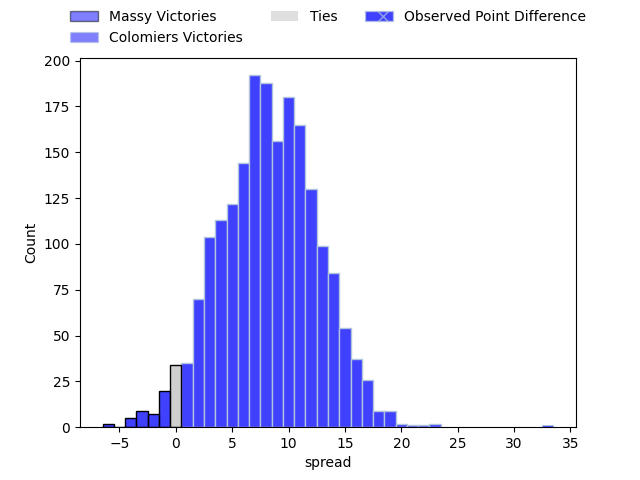 Massy Victories
Colomiers Victories
Ties
Observed Point Difference
200
175
150
125
100
75
50
25
0
Count
−5 0 5 10 15 20 25 30 35
spread